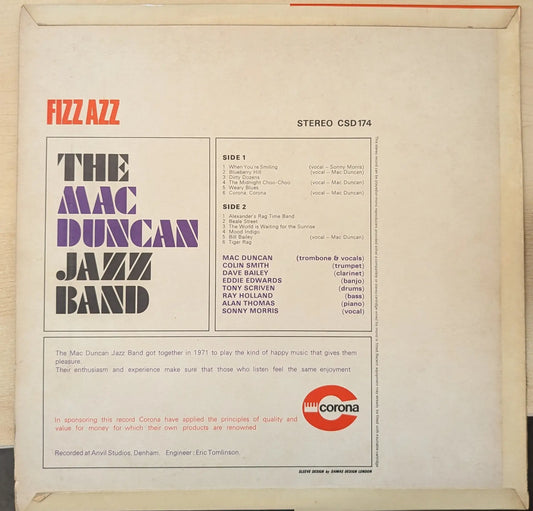 FIZZ AZZ
STEREO CSD 174
THE
MAC
DUNCAN
JAZZ
BAND
SIDE 1
1 When You're Smiling (vocal – Sonny Morris)
2 Blueberry Hill (vocal – Mac Duncan)
3 Dirty Dozens
4 The Midnight Choo-Choo (vocal – Mac Duncan)
5 Weary Blues
6 Corona, Corona (vocal – Mac Duncan)
SIDE 2
1 Alexander's Rag Time Band
2 Beale Street
3 The World is Waiting for the Sunrise
4 Mood Indigo
5 Bill Bailey (vocal – Mac Duncan)
6 Tiger Rag
MAC DUNCAN (trombone & vocals)
COLIN SMITH (trumpet)
DAVE BAILEY (clarinet)
EDDIE EDWARDS (banjo)
TONY SCRIVEN (drums)
RAY HOLLAND (bass)
ALAN THOMAS (piano)
SONNY MORRIS (vocal)
The Mac Duncan Jazz Band got together in 1971 to play the kind of happy music that gives them
pleasure.
Their enthusiasm and experience make sure that those who listen feel the same enjoyment
In sponsoring this record Corona have applied the principles of quality and
value for money for which their own products are renowned
corona
Recorded at Anvil Studios, Denham. Engineer : Eric Tomlinson.
SLEEVE DESIGN by DHMAE DESIGN LONDON